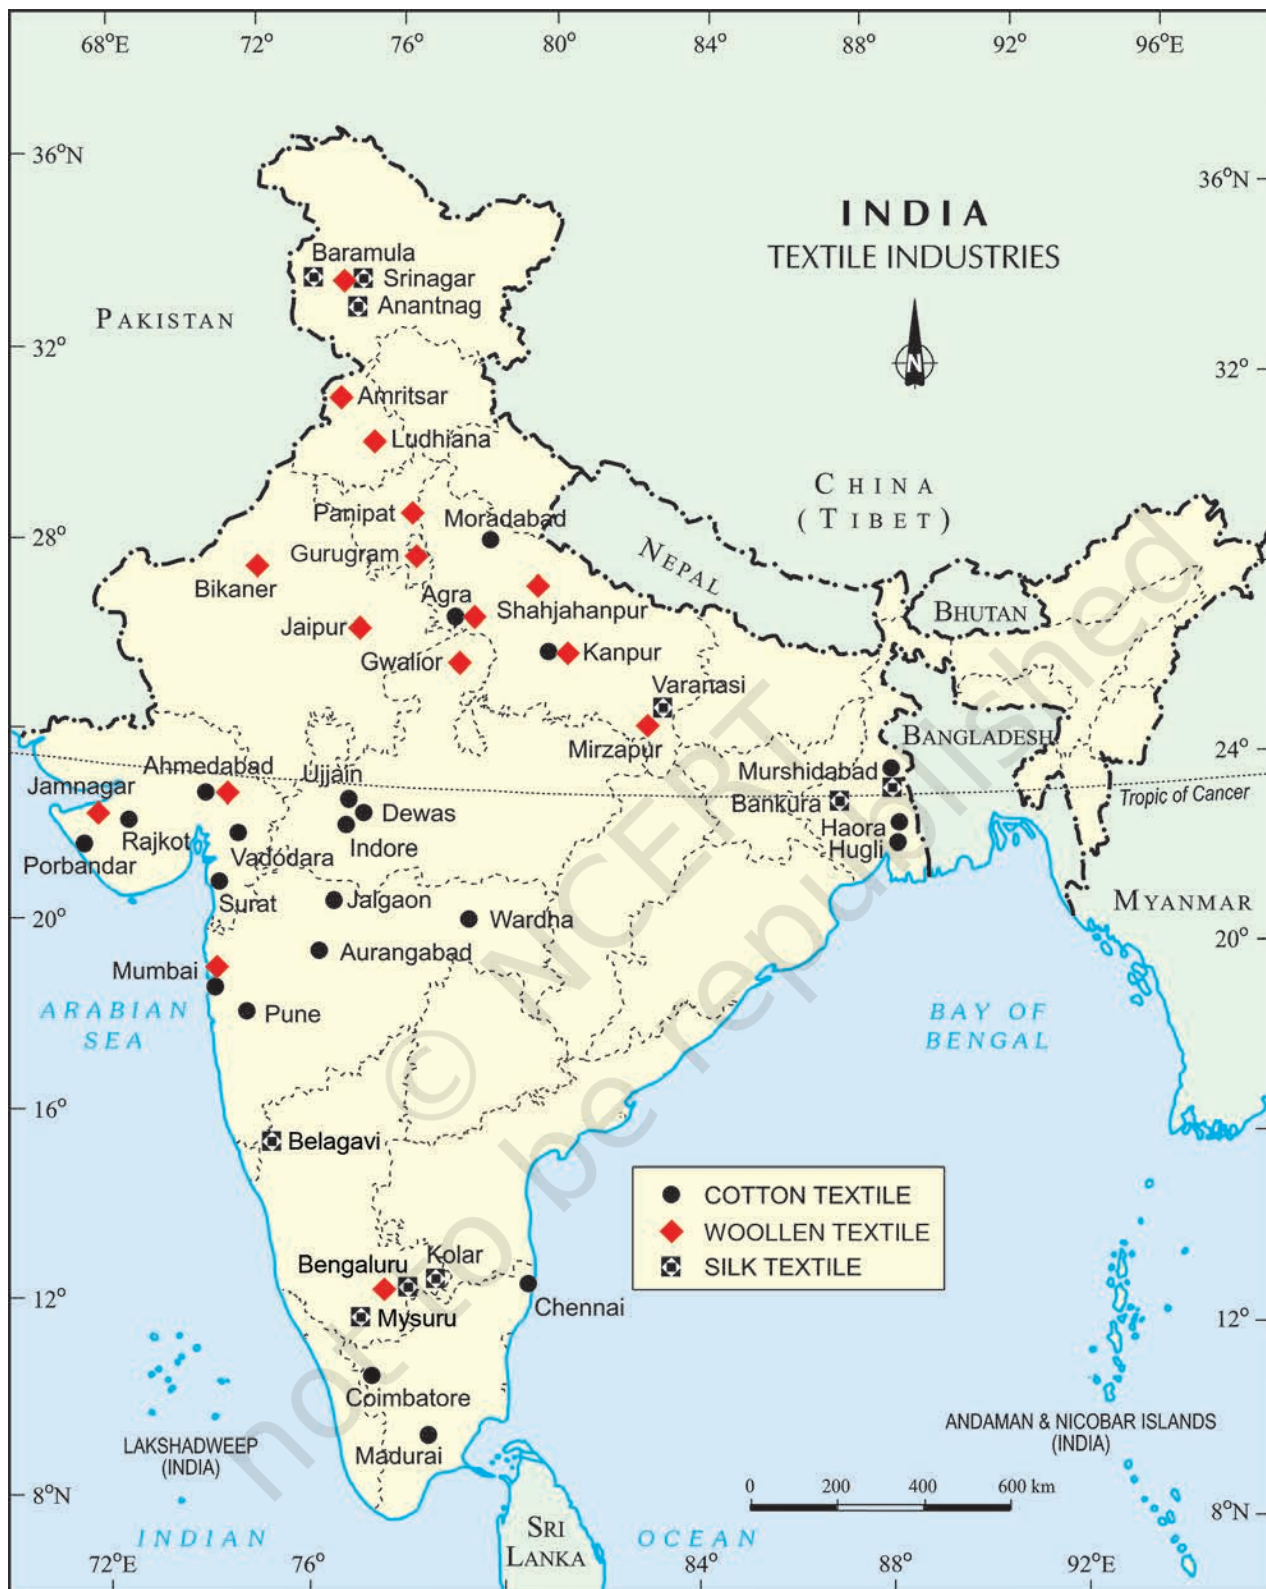 68°E
72°
76°
80°
84°
88°
92°
96°E
36°N
36°N
INDIA
TEXTILE INDUSTRIES
Baramula
Srinagar
Anantnag
PAKISTAN
32°
32°
N
Amritsar
Ludhiana
CHINA
(TIBET)
Panipat
Moradabad
28°
28°
Gurugram
NEPAL
Bikaner
Agra
Shahjahanpur
BHUTAN
Jaipur
Gwalior
Kanpur
Varanasi
Mirzapur
BANGLADESH
24°
Ahmedabad
Ujjain
Murshidabad
Jamnagar
Dewas
Bankura
Tropic of Cancer
Rajkot
Indore
Haora
Porbandar
Vadodara
Hugli
Surat
Jalgaon
MYANMAR
20°
Wardha
20°
Aurangabad
Mumbai
Pune
ARABIAN
SEA
BAY OF
BENGAL
16°
Belagavi
COTTON TEXTILE
WOOLLEN TEXTILE
SILK TEXTILE
Kolar
Bengaluru
12°
Chennai
12°
Mysuru
Coimbatore
Madurai
LAKSHADWEEP
(INDIA)
ANDAMAN & NICOBAR ISLANDS
(INDIA)
0 200 400 600 km
8°N
8°N
SRI
LANKA
INDIAN OCEAN
72°E
76°
84°
88°
92°E
© NCERT
not to be republished